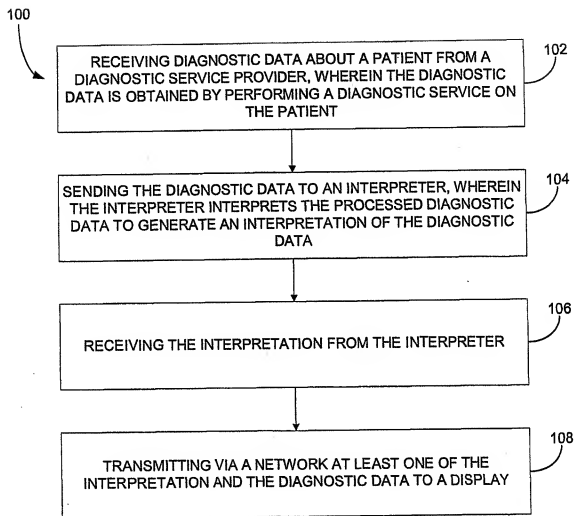 100
RECEIVING DIAGNOSTIC DATA ABOUT A PATIENT FROM A
DIAGNOSTIC SERVICE PROVIDER, WHEREIN THE DIAGNOSTIC
DATA IS OBTAINED BY PERFORMING A DIAGNOSTIC SERVICE ON
THE PATIENT
102
SENDING THE DIAGNOSTIC DATA TO AN INTERPRETER, WHEREIN
THE INTERPRETER INTERPRETS THE PROCESSED DIAGNOSTIC
DATA TO GENERATE AN INTERPRETATION OF THE DIAGNOSTIC
DATA
104
RECEIVING THE INTERPRETATION FROM THE INTERPRETER
106
TRANSMITTING VIA A NETWORK AT LEAST ONE OF THE
INTERPRETATION AND THE DIAGNOSTIC DATA TO A DISPLAY
108